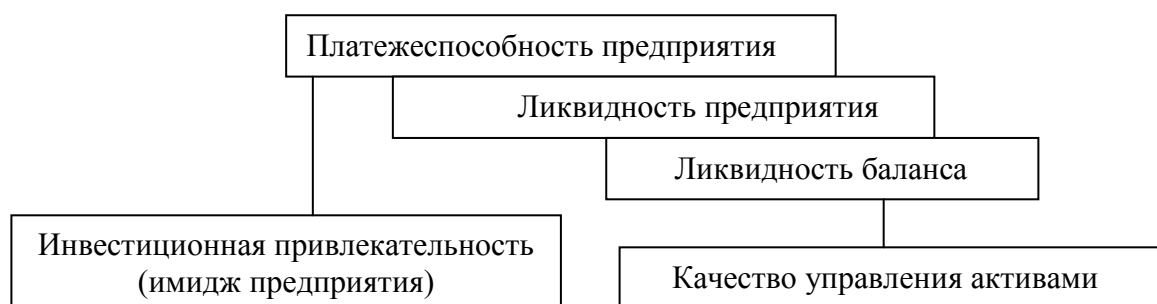 Платежеспособность предприятия
Ликвидность предприятия
Ликвидность баланса
Инвестиционная привлекательность
(имидж предприятия)
Качество управления активами